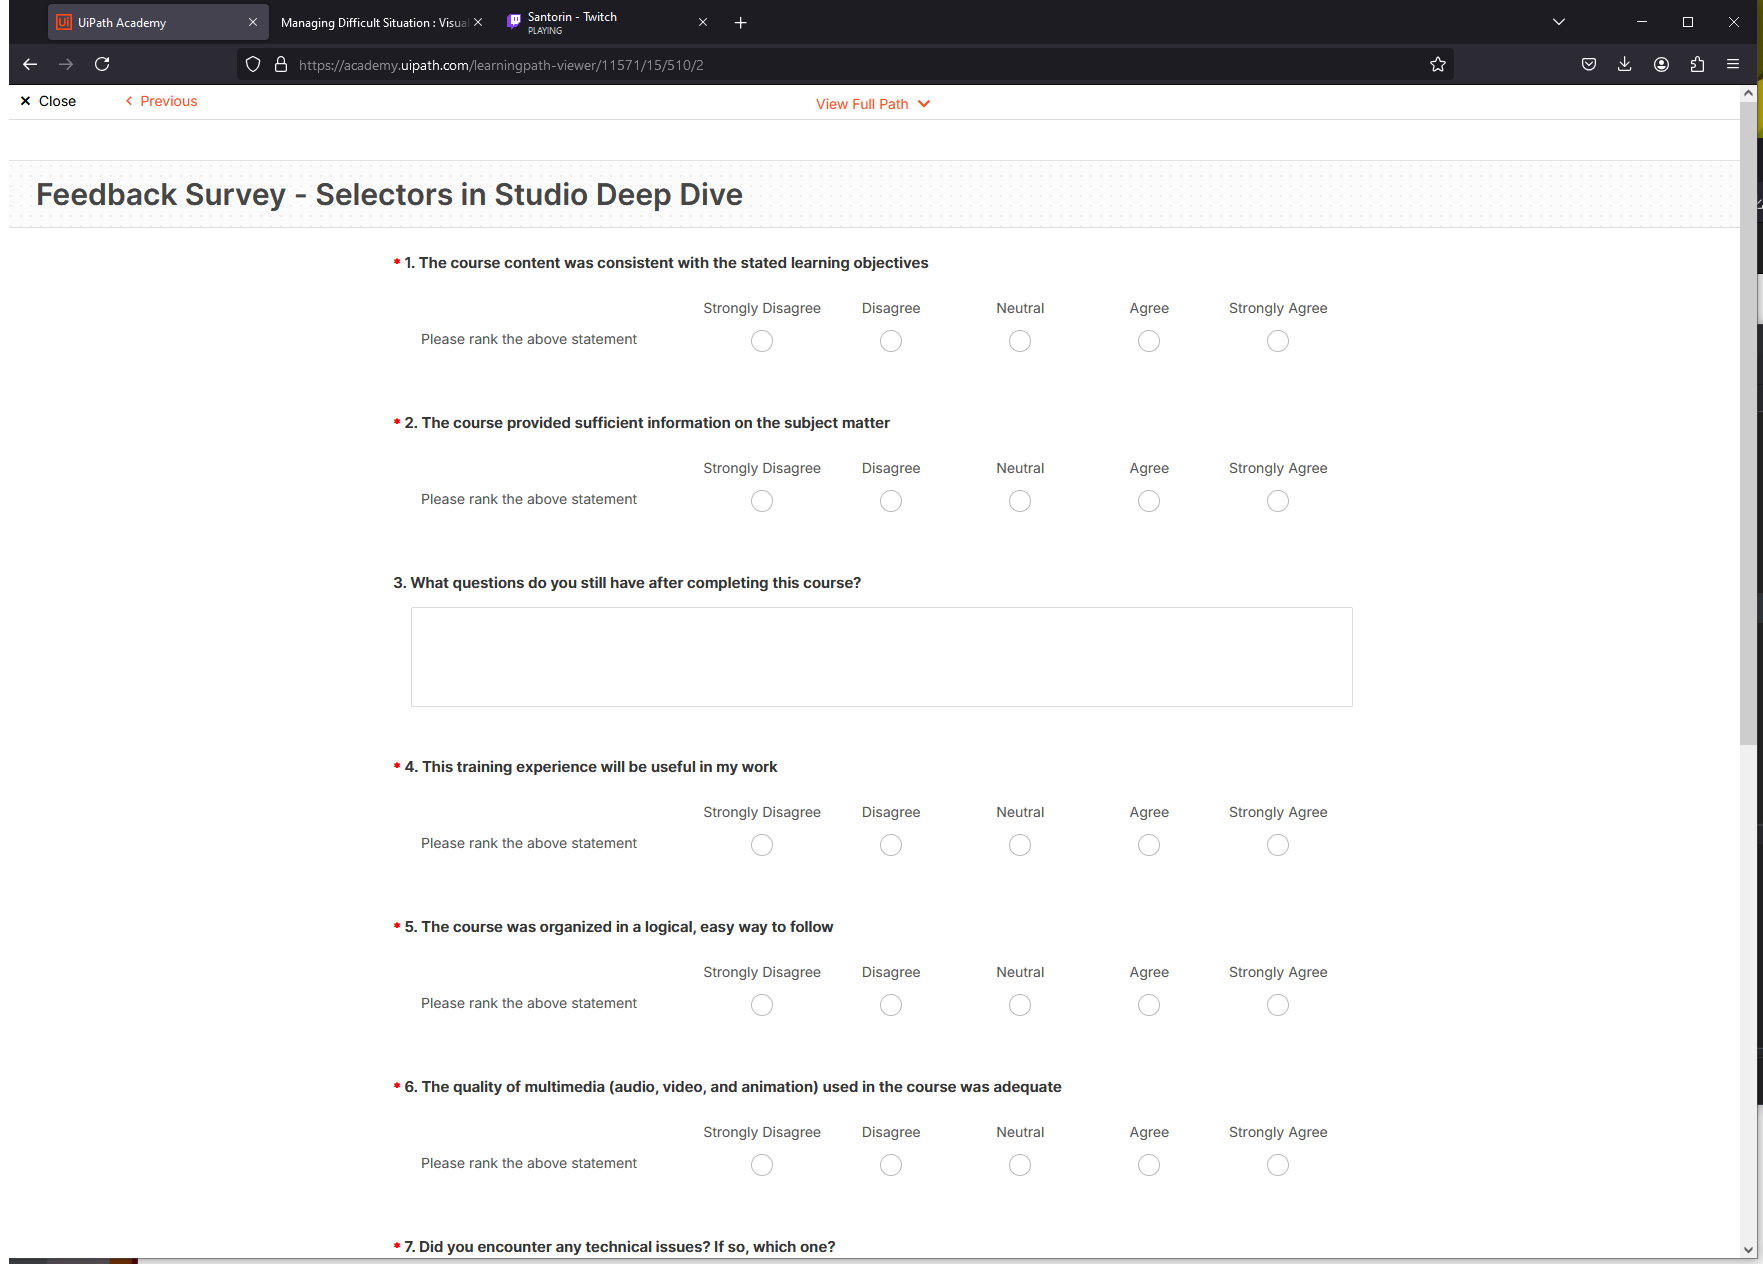 UiPath Academy
Managing Difficult Situation : Visual
Santorin - Twitch
PLAYING
https://academy.uipath.com/learningpath-viewer/11571/15/510/2
Close
Previous
View Full Path
Feedback Survey - Selectors in Studio Deep Dive
* 1. The course content was consistent with the stated learning objectives
Strongly Disagree Disagree Neutral Agree Strongly Agree
Please rank the above statement
* 2. The course provided sufficient information on the subject matter
Strongly Disagree Disagree Neutral Agree Strongly Agree
Please rank the above statement
3. What questions do you still have after completing this course?
* 4. This training experience will be useful in my work
Strongly Disagree Disagree Neutral Agree Strongly Agree
Please rank the above statement
* 5. The course was organized in a logical, easy way to follow
Strongly Disagree Disagree Neutral Agree Strongly Agree
Please rank the above statement
* 6. The quality of multimedia (audio, video, and animation) used in the course was adequate
Strongly Disagree Disagree Neutral Agree Strongly Agree
Please rank the above statement
* 7. Did you encounter any technical issues? If so, which one?